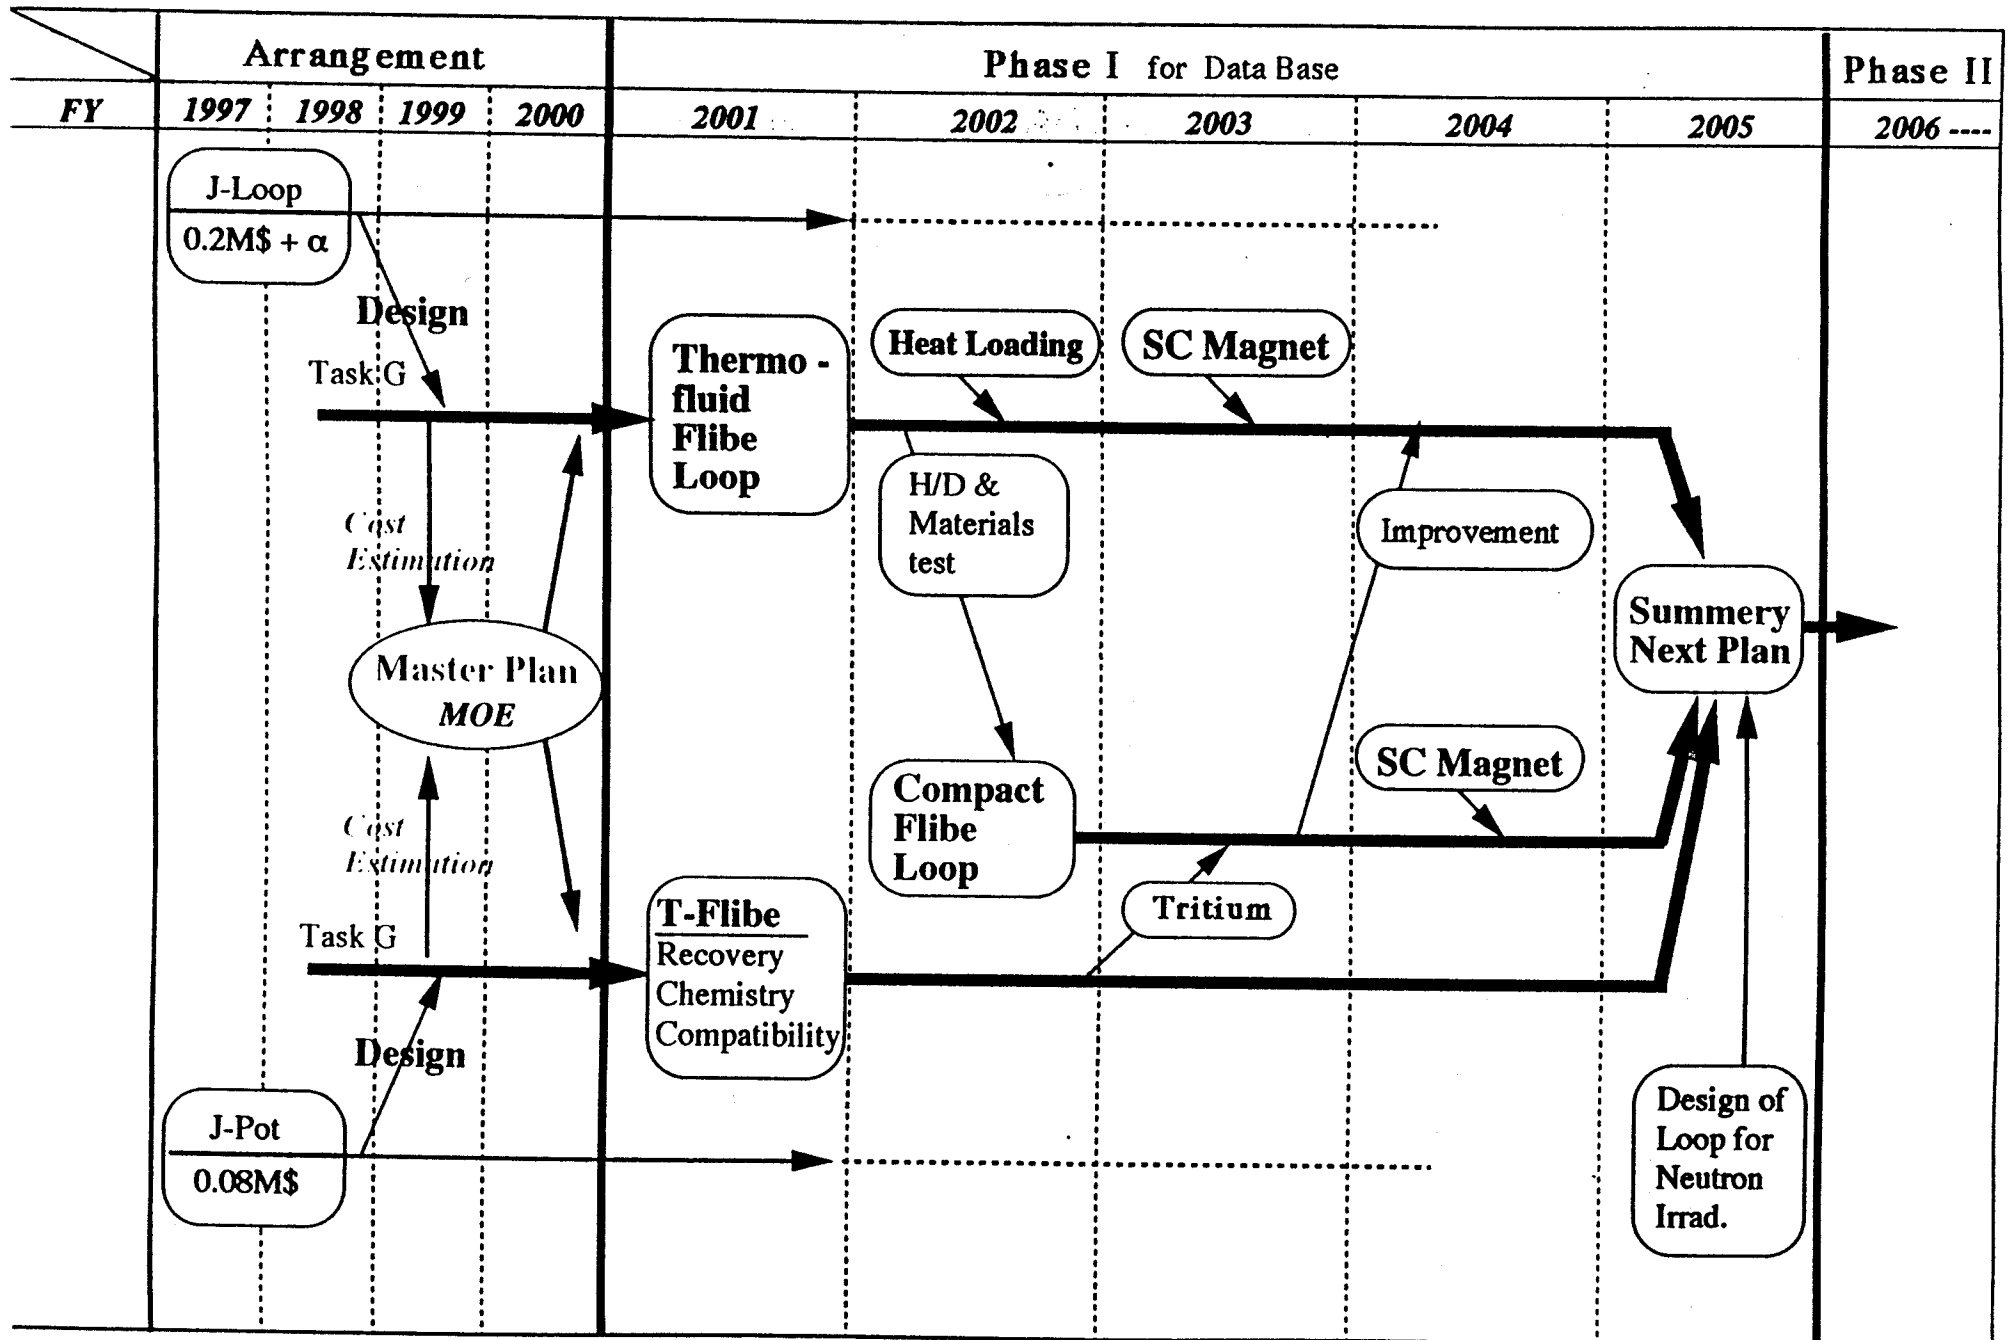 Arrangement
Phase I for Data Base
Phase II
FY
1997
1998
1999
2000
2001
2002
2003
2004
2005
2006 ----
J-Loop
0.2M$ + α
Design
Task G
Thermo -
fluid
Flibe
Loop
Heat Loading
SC Magnet
H/D &
Materials
test
Improvement
Cost
Estimution
Master Plan
MOE
Summery
Next Plan
SC Magnet
Compact
Flibe
Loop
Cost
Estimution
Tritium
Task G
T-Flibe
Recovery
Chemistry
Compatibility
Design
J-Pot
0.08M$
Design of
Loop for
Neutron
Irrad.